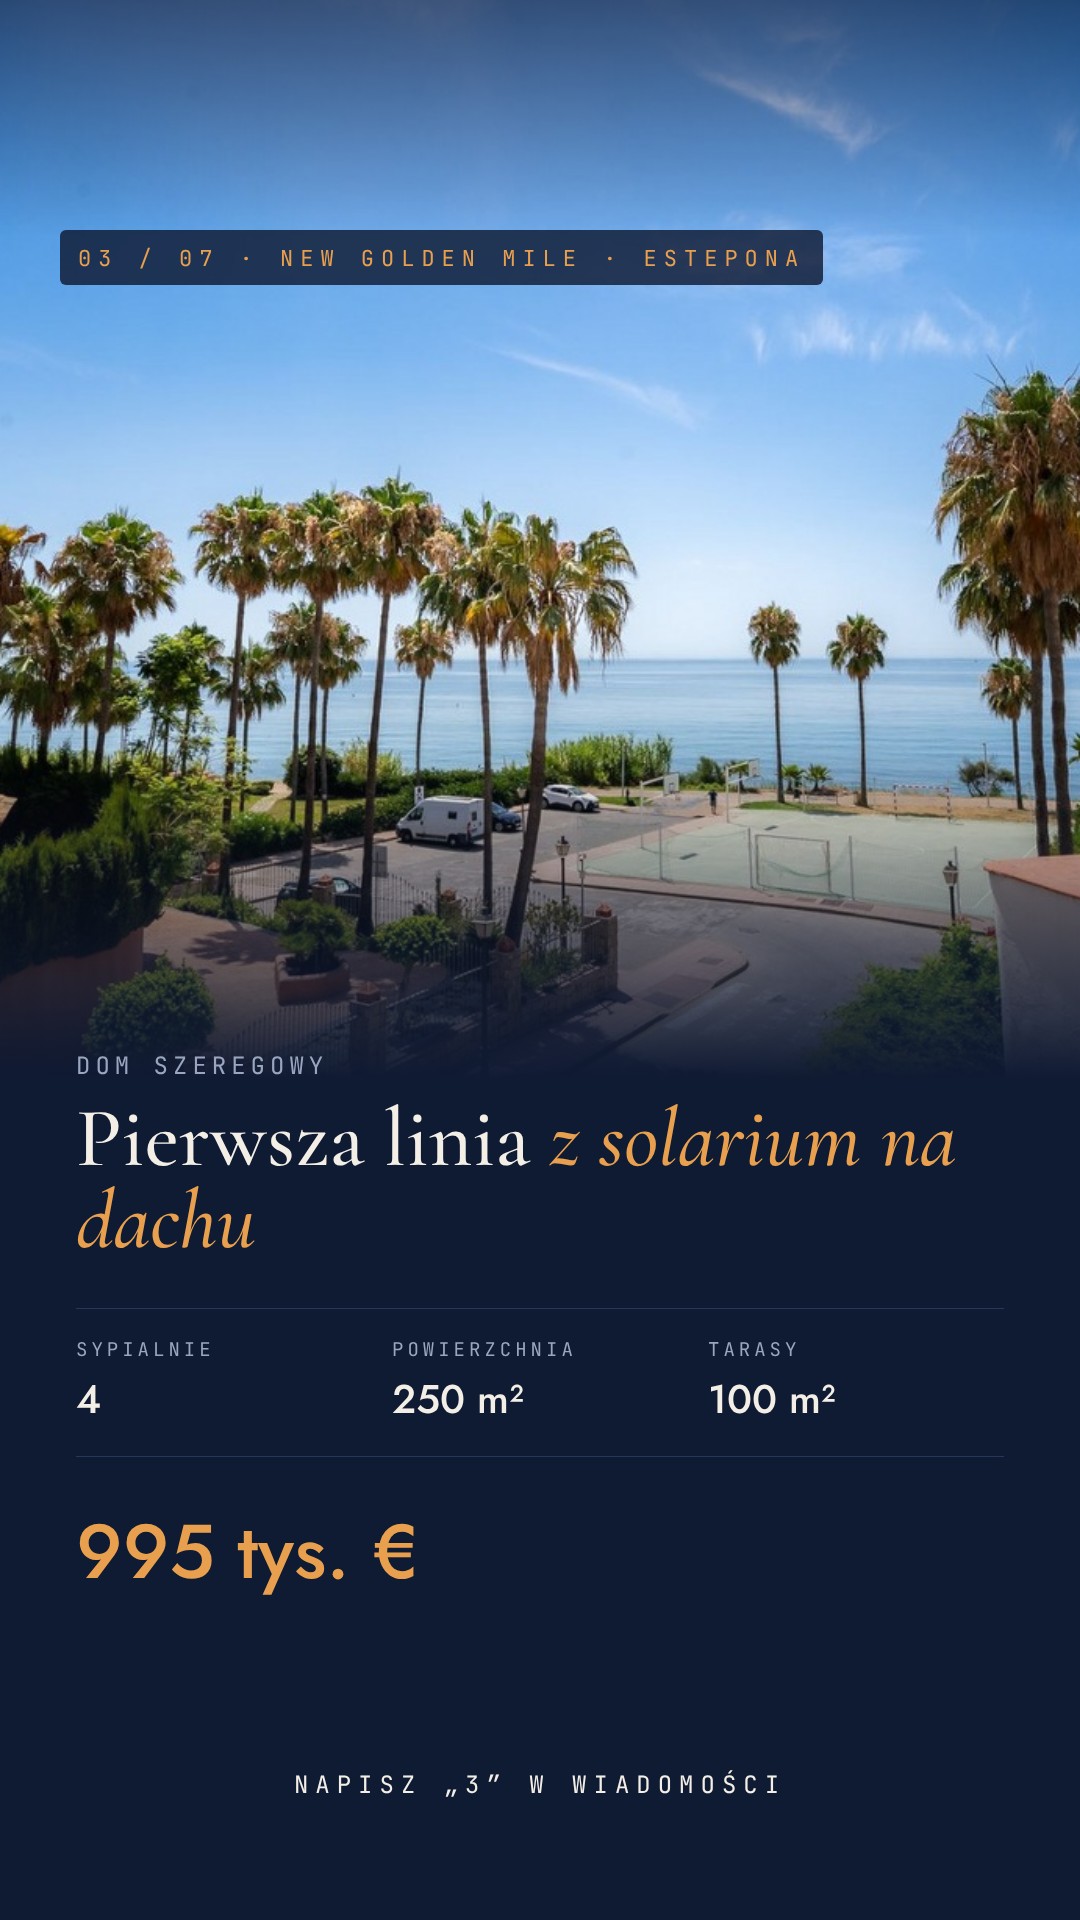 03 / 07 · NEW GOLDEN MILE · ESTEPONA
DOM SZEREGOWY
Pierwsza linia z solarium na
dachu
SYPIALNIE POWIERZCHNIA TARASY
4 250 m² 100 m²
995 tys. €
NAPISZ „3” W WIADOMOŚCI